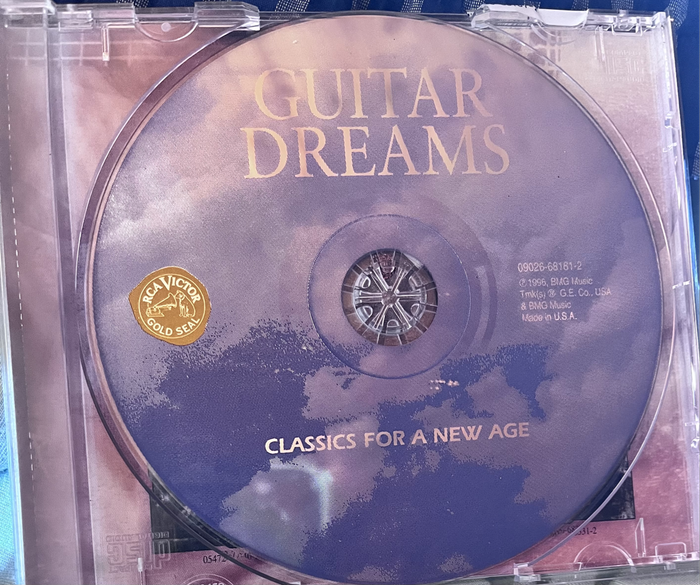 GUITAR
DREAMS
RCA VICTOR
GOLD SEAL
09026-68161-2
℗ 1996, BMG Music
Tmk(s) ® G.E. Co., USA
& BMG Music
Made in U.S.A.
CLASSICS FOR A NEW AGE